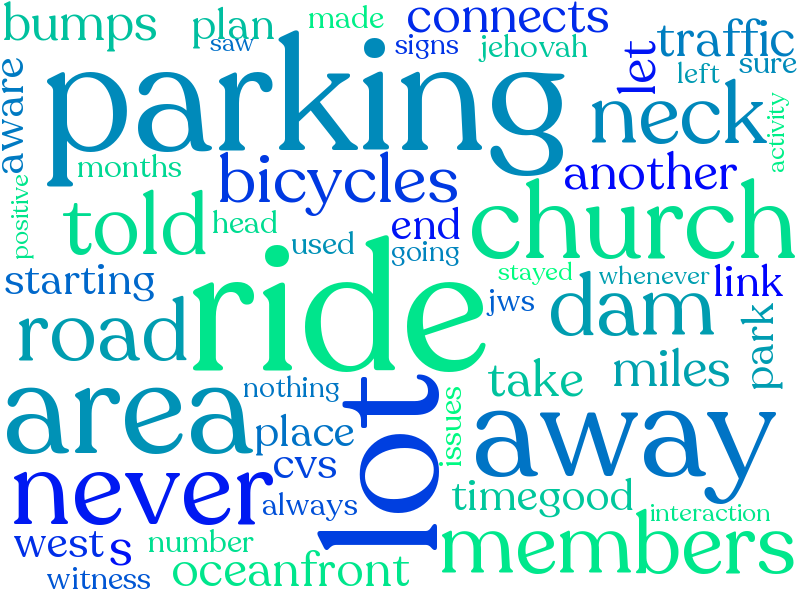 bumps
plan
made
connects
saw
signs
jehovah
traffic
sure
let
left
aware
parking
neck
activity
months
bicycles
another
church
positive
told
head
end
used
going
stayed
whenever
link
starting
ride
jws
dam
road
park
miles
take
area
nothing
lot
issues
away
place
cvs
never
always
timegood
interaction
west
s
number
members
witness
oceanfront